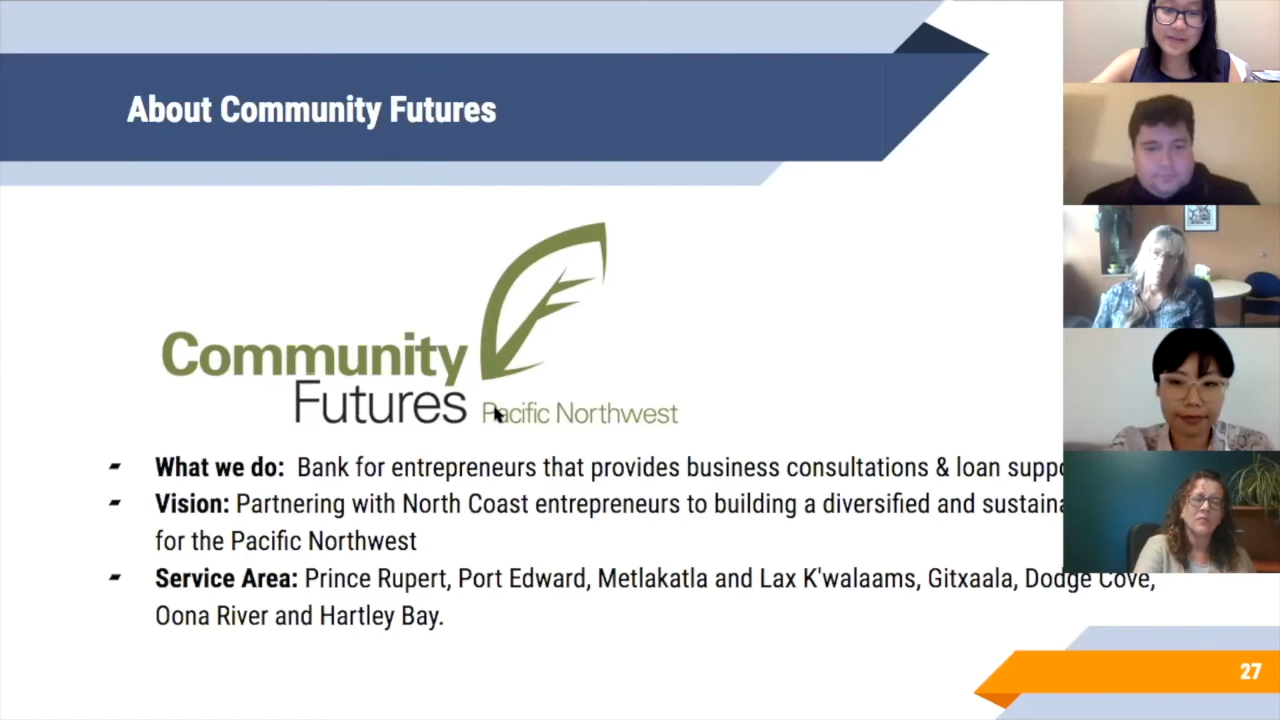 About Community Futures
Community
Futures Pacific Northwest
What we do: Bank for entrepreneurs that provides business consultations & loan
Vision: Partnering with North Coast entrepreneurs to building a diversified and
for the Pacific Northwest
Service Area: Prince Rupert, Port Edward, Metlakatla and Lax K'walaams, Gitxaala, Dodge Cove,
Oona River and Hartley Bay.
27